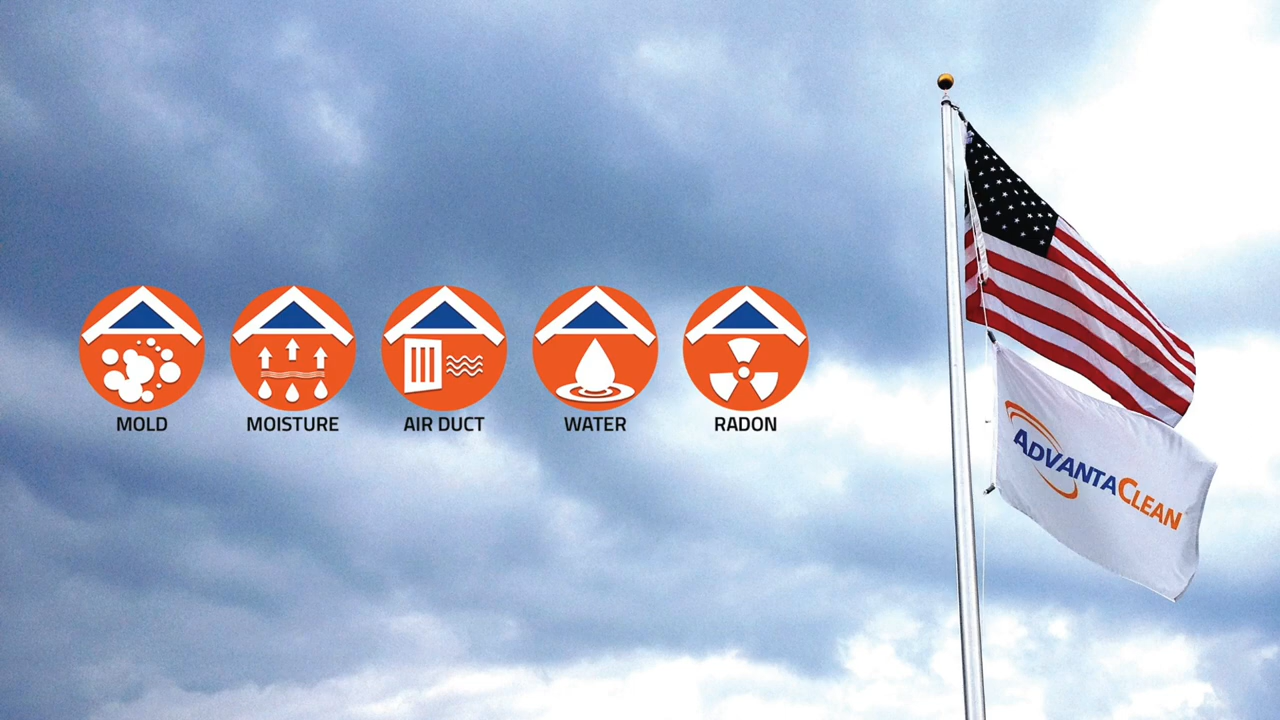 MOLD
MOISTURE
AIR DUCT
WATER
RADON
ADVANTACLEAN